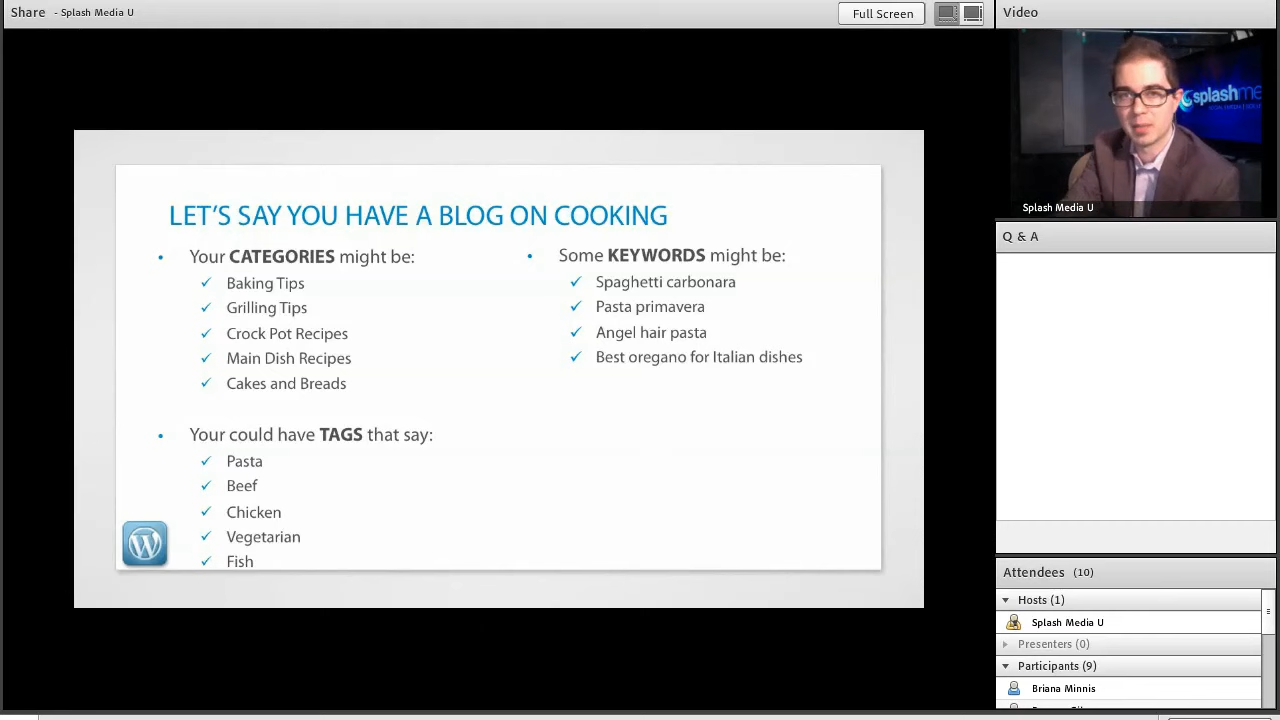 Share - Splash Media U
Full Screen
Video
splashme
Splash Media U
LET'S SAY YOU HAVE A BLOG ON COOKING
• Your CATEGORIES might be:
✓ Baking Tips
✓ Grilling Tips
✓ Crock Pot Recipes
✓ Main Dish Recipes
✓ Cakes and Breads
• Your could have TAGS that say:
✓ Pasta
✓ Beef
✓ Chicken
✓ Vegetarian
✓ Fish
• Some KEYWORDS might be:
✓ Spaghetti carbonara
✓ Pasta primavera
✓ Angel hair pasta
✓ Best oregano for Italian dishes
Q & A
Attendees (10)
Hosts (1)
Splash Media U
Presenters (0)
Participants (9)
Briana Minnis